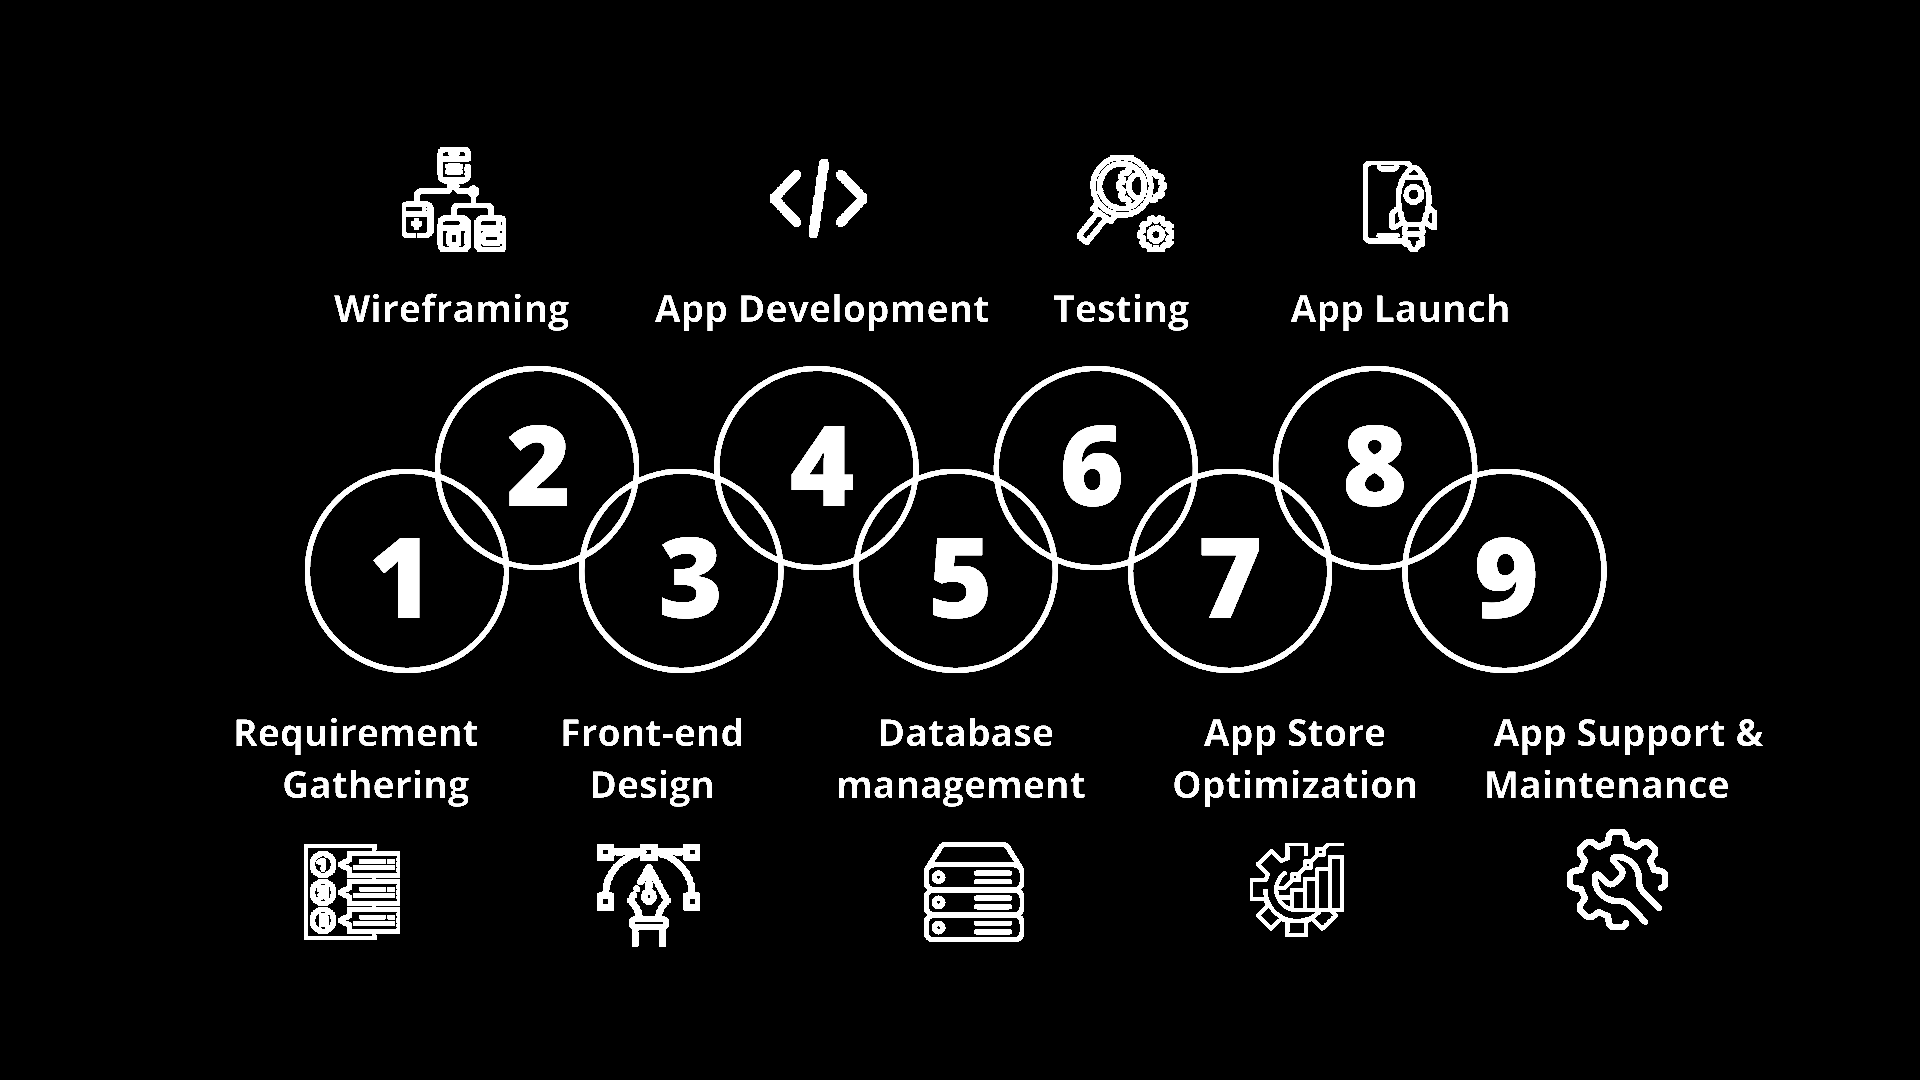 Wireframing
App Development
Testing
App Launch
2
4
6
8
1
3
5
7
9
Requirement
Gathering
Front-end
Design
Database
management
App Store
Optimization
App Support &
Maintenance